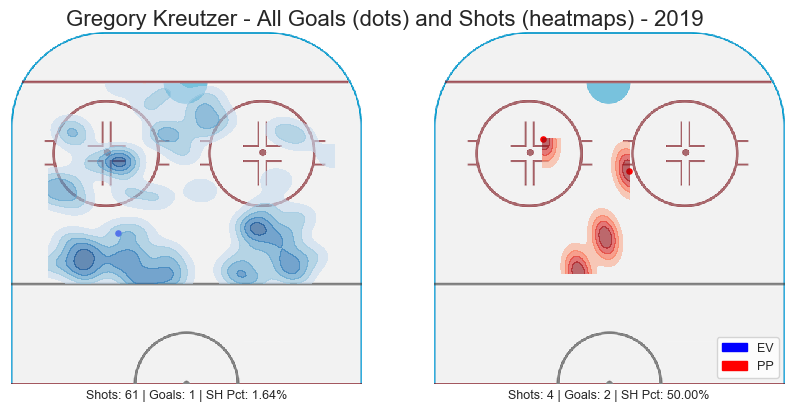 Gregory Kreutzer - All Goals (dots) and Shots (heatmaps) - 2019
EV
PP
Shots: 61 | Goals: 1 | SH Pct: 1.64%
Shots: 4 | Goals: 2 | SH Pct: 50.00%